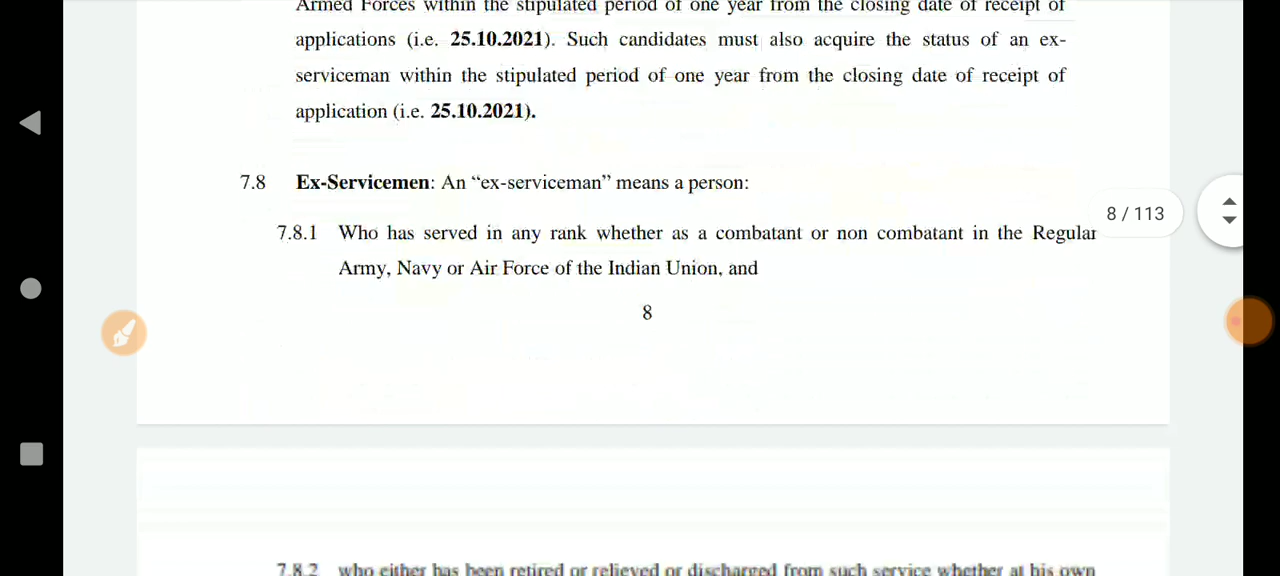 Armed Forces within the stipulated period of one year from the closing date of receipt of
applications (i.e. 25.10.2021). Such candidates must also acquire the status of an ex-
serviceman within the stipulated period of one year from the closing date of receipt of
application (i.e. 25.10.2021).
7.8 Ex-Servicemen: An “ex-serviceman” means a person:
8 / 113
7.8.1 Who has served in any rank whether as a combatant or non combatant in the Regular
Army, Navy or Air Force of the Indian Union, and
8
7.8.2 who either has been retired or relieved or discharged from such service whether at his own